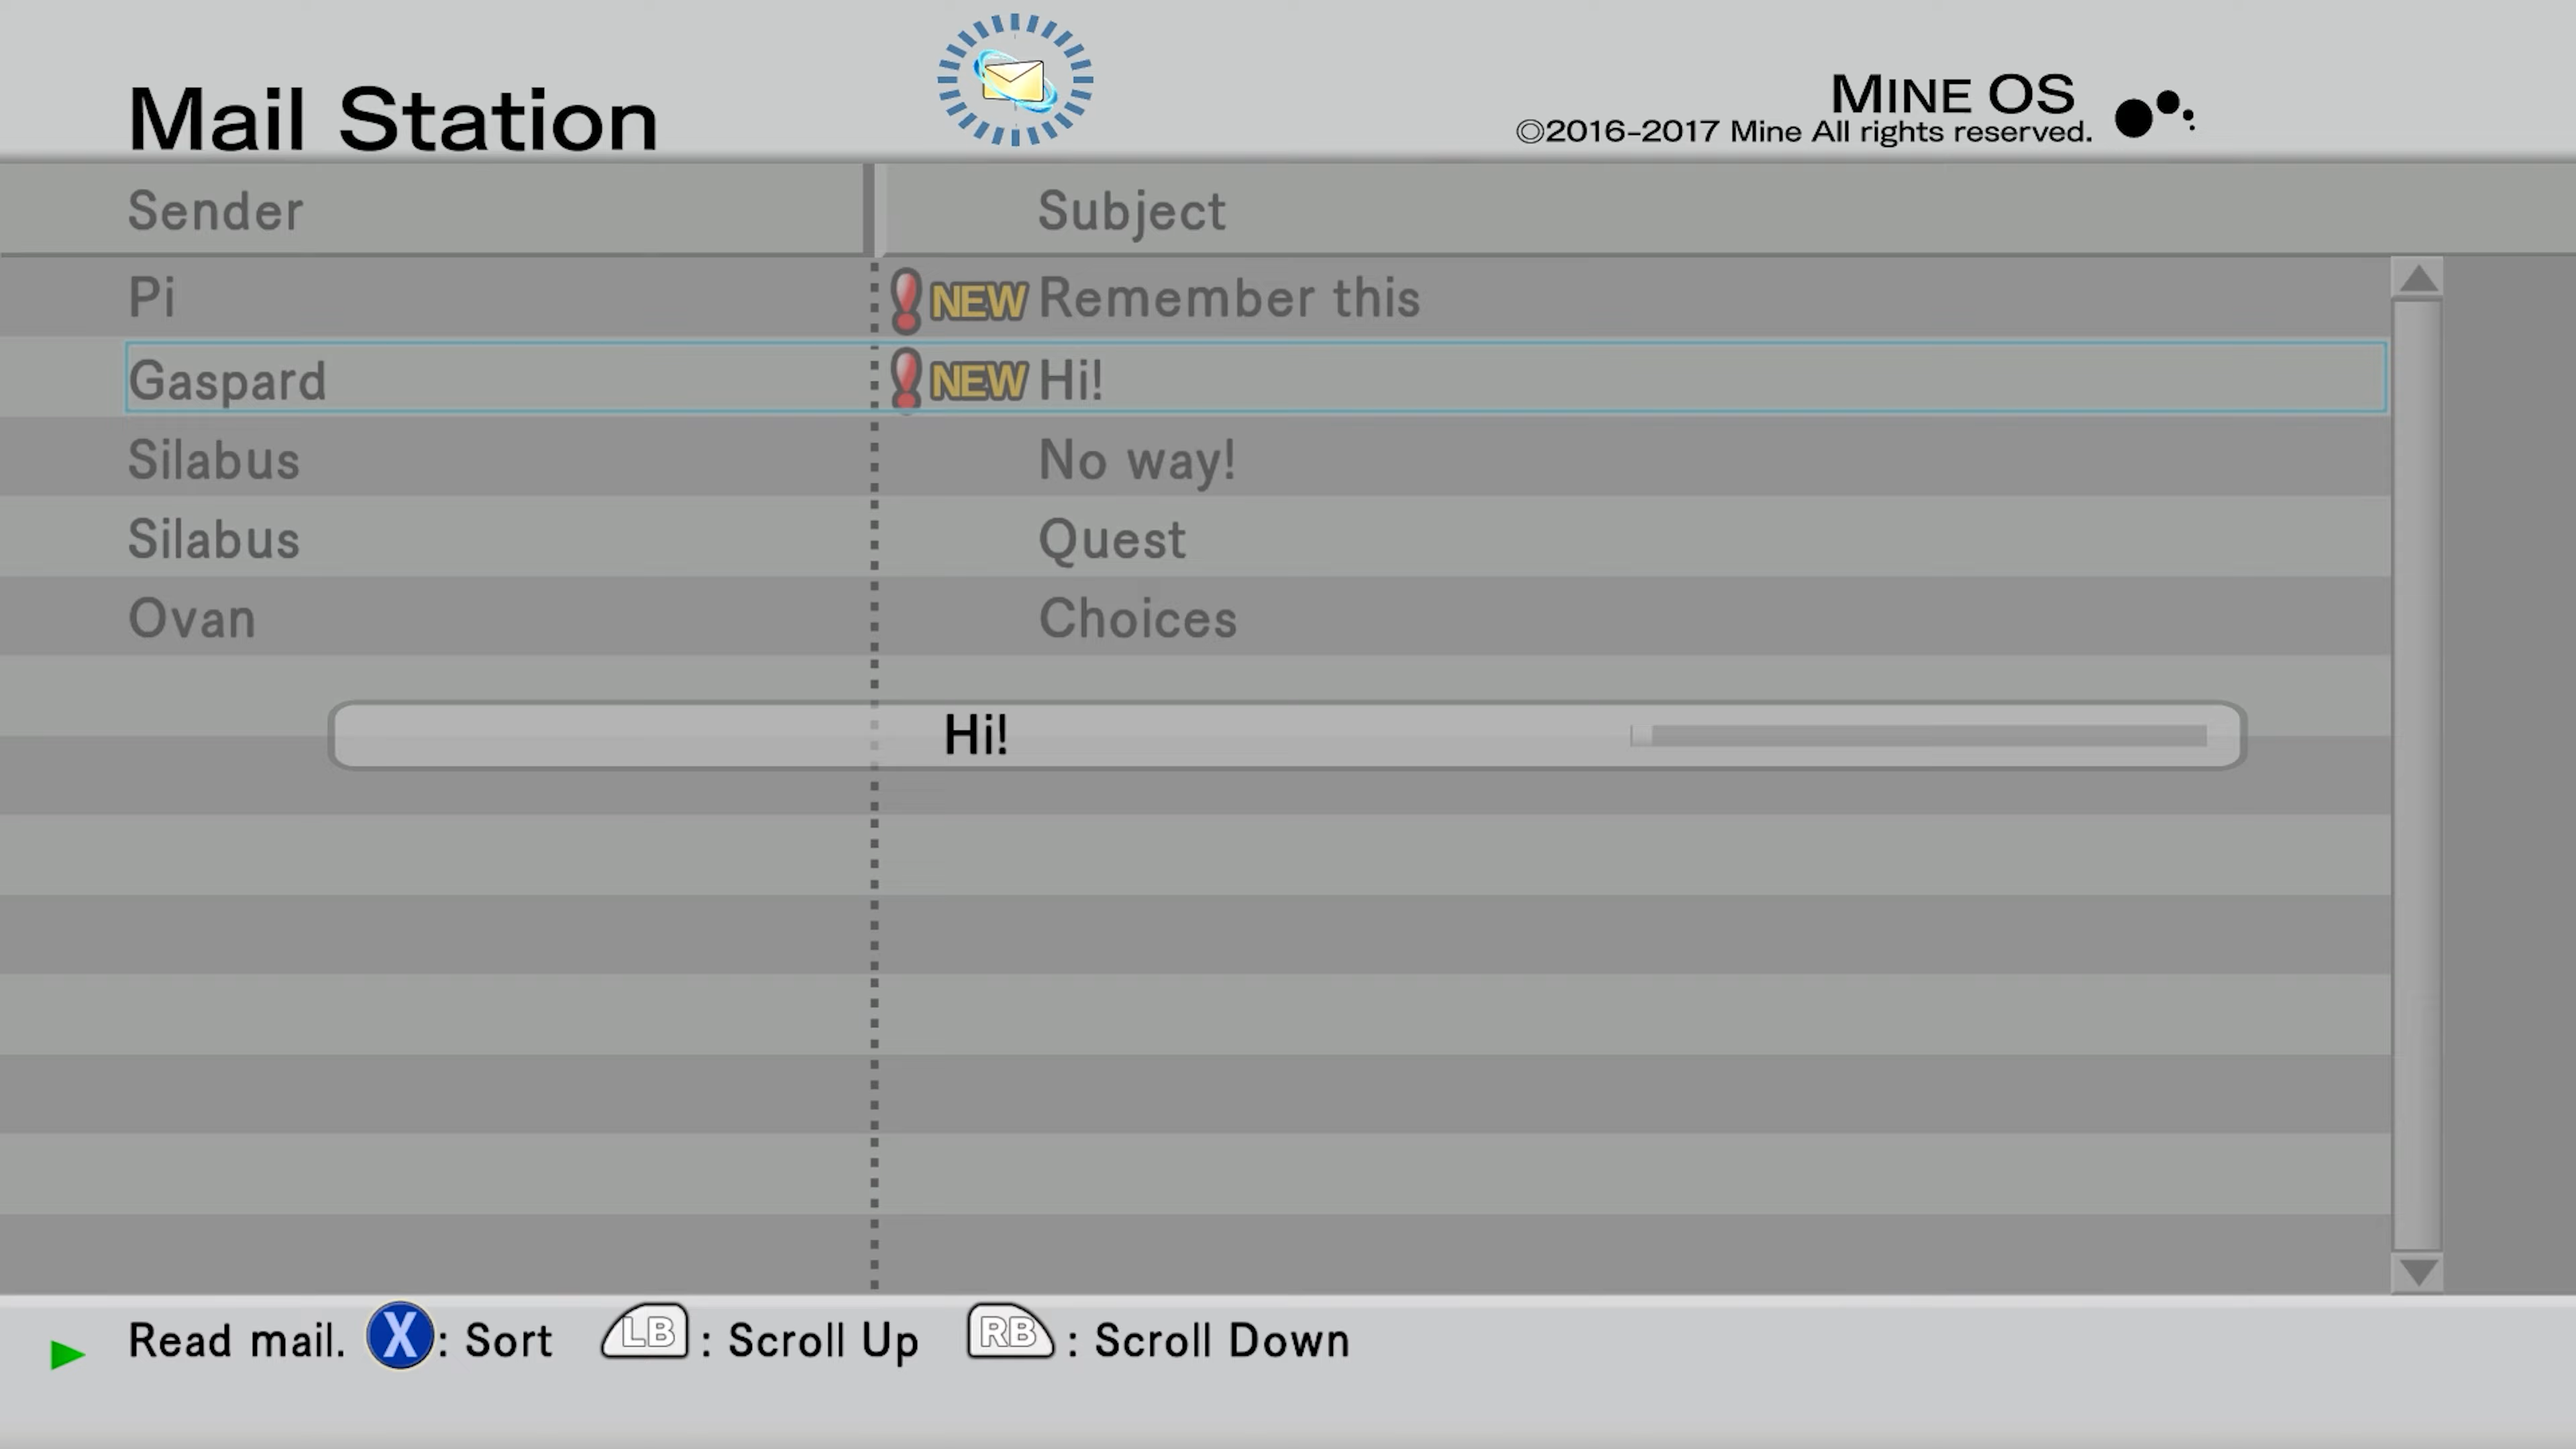 Mail Station
MINE OS
©2016-2017 Mine All rights reserved.
Sender Subject
Pi NEW Remember this
Gaspard NEW Hi!
Silabus No way!
Silabus Quest
Ovan Choices
Hi!
Read mail. X: Sort LB: Scroll Up RB: Scroll Down